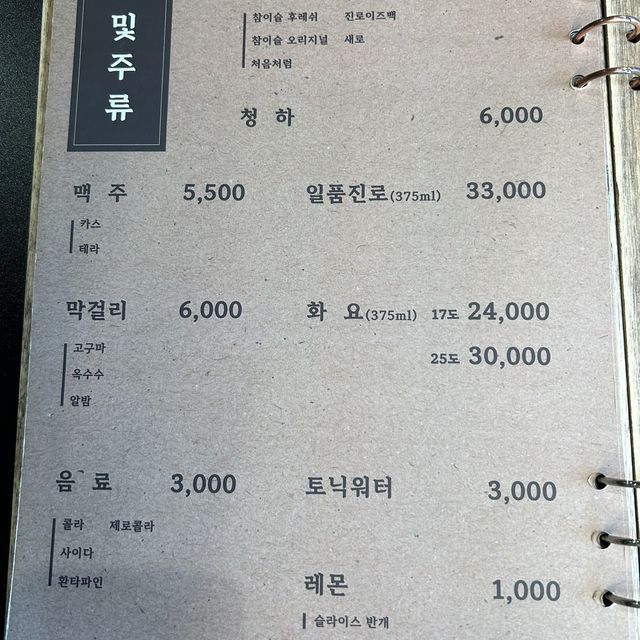 및 주 류
참이슬 후레쉬 진로이즈백
참이슬 오리지널 새로
처음처럼
청 하 6,000
맥 주 5,500
카스
테라
일품진로(375ml) 33,000
막걸리 6,000
고구마
옥수수
알밤
화 요(375ml) 17도 24,000
25도 30,000
음 료 3,000
콜라 제로콜라
사이다
환타파인
토닉워터 3,000
레몬 1,000
슬라이스 반개